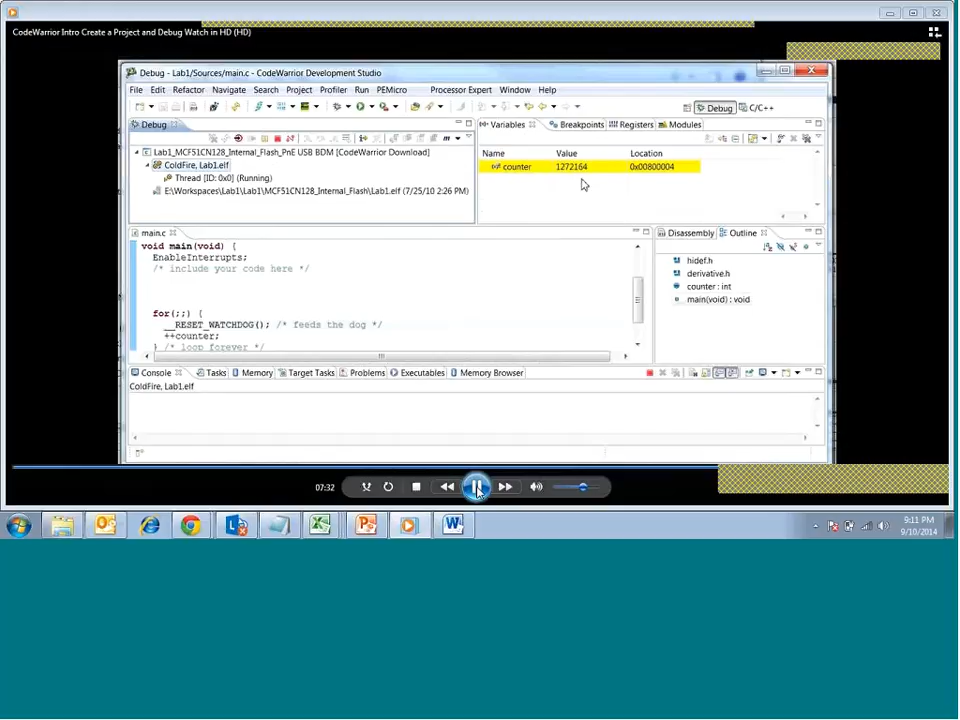 CodeWarrior Intro Create a Project and Debug Watch in HD (HD)
Debug - Lab1/Sources/main.c - CodeWarrior Development Studio
File Edit Refactor Navigate Search Project Profiler Run PEMicro Processor Expert Window Help
Debug C/C++
Debug
Lab1_MCF51CN128_Internal_Flash_PnE USB BDM [CodeWarrior Download]
ColdFire, Lab1.elf
Thread [ID: 0x0] (Running)
E:\Workspaces\Lab1\Lab1\MCF51CN128_Internal_Flash\Lab1.elf (7/25/10 2:26 PM)
Variables Breakpoints Registers Modules
Name Value Location
counter 1272164 0x00800004
main.c
void main(void) {
EnableInterrupts;
/* include your code here */
for(;;) {
__RESET_WATCHDOG(); /* feeds the dog */
++counter;
} /* loop forever */
Disassembly Outline
hidef.h
derivative.h
counter : int
main(void) : void
Console Tasks Memory Target Tasks Problems Executables Memory Browser
ColdFire, Lab1.elf
07:32
9:11 PM
9/10/2014